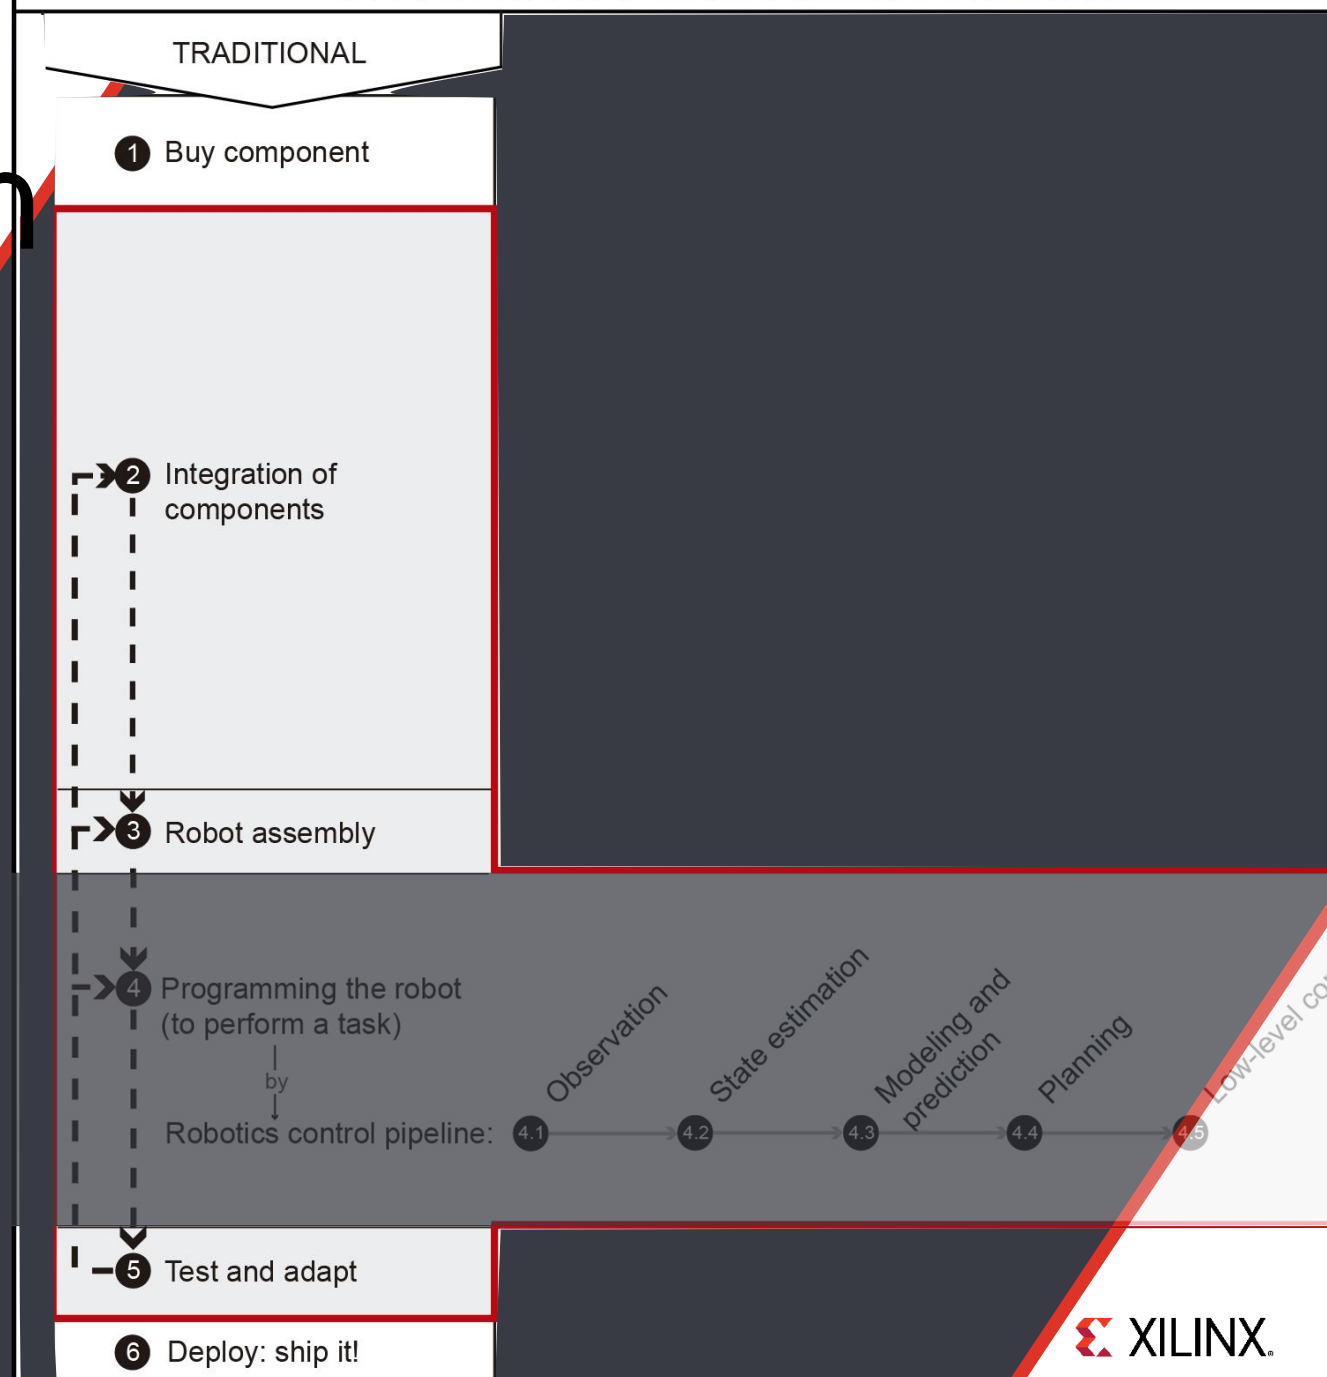 TRADITIONAL
1 Buy component
n
2 Integration of
components
3 Robot assembly
4 Programming the robot
(to perform a task)
by
Robotics control pipeline:
4.1 Observation
4.2 State estimation
4.3 Modeling and
prediction
4.4 Planning
4.5 Low-level co
5 Test and adapt
6 Deploy: ship it!
XILINX